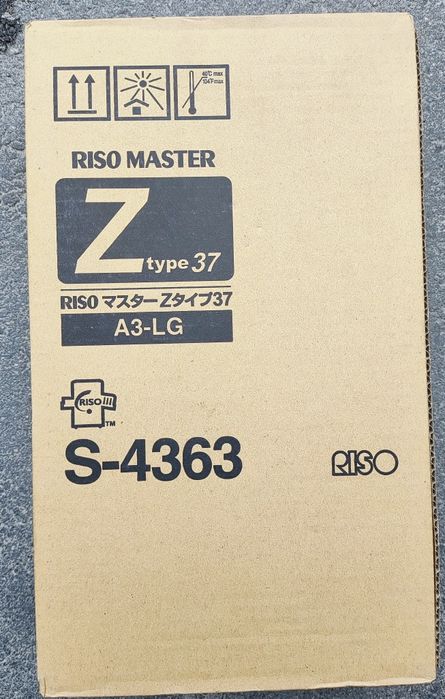 40℃ max
104°F max
RISO MASTER
Z type 37
RISO マスター Zタイプ37
A3-LG
RISO
TM
S-4363
RISO